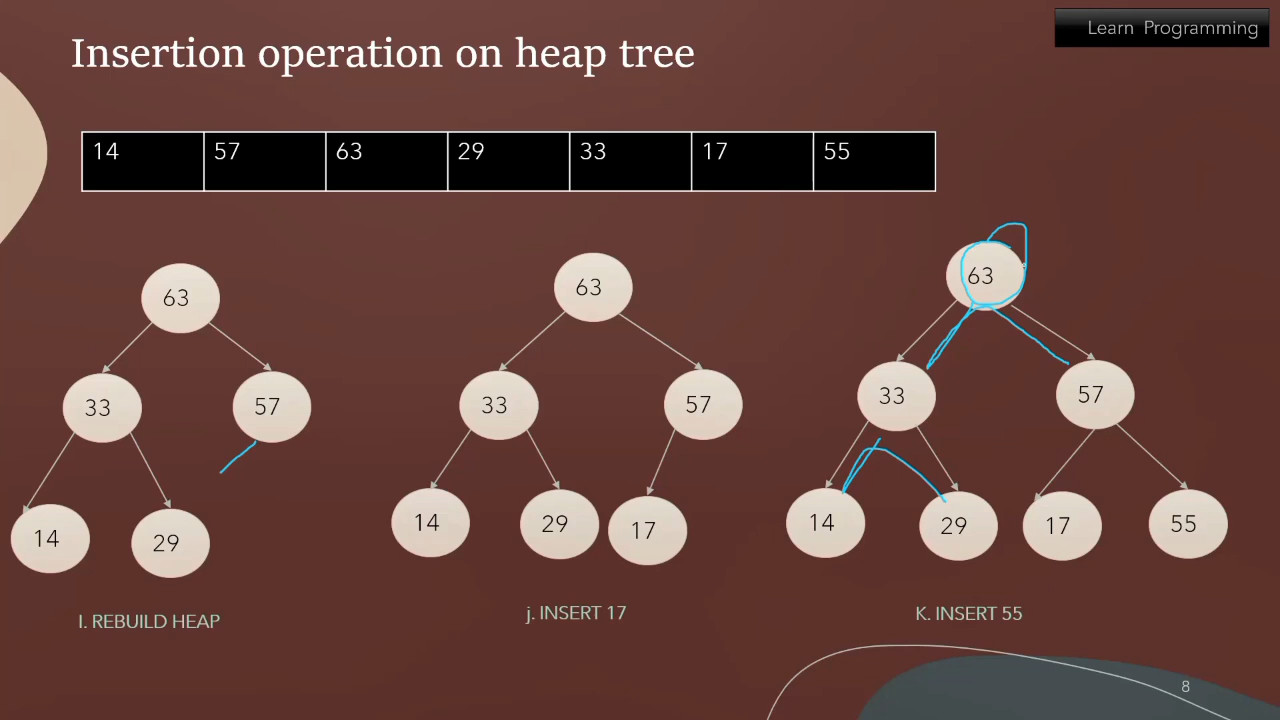 Learn Programming
Insertion operation on heap tree
14 57 63 29 33 17 55
63
33 57
14 29
I. REBUILD HEAP
63
33 57
14 29 17
j. INSERT 17
63
33 57
14 29 17 55
K. INSERT 55
8